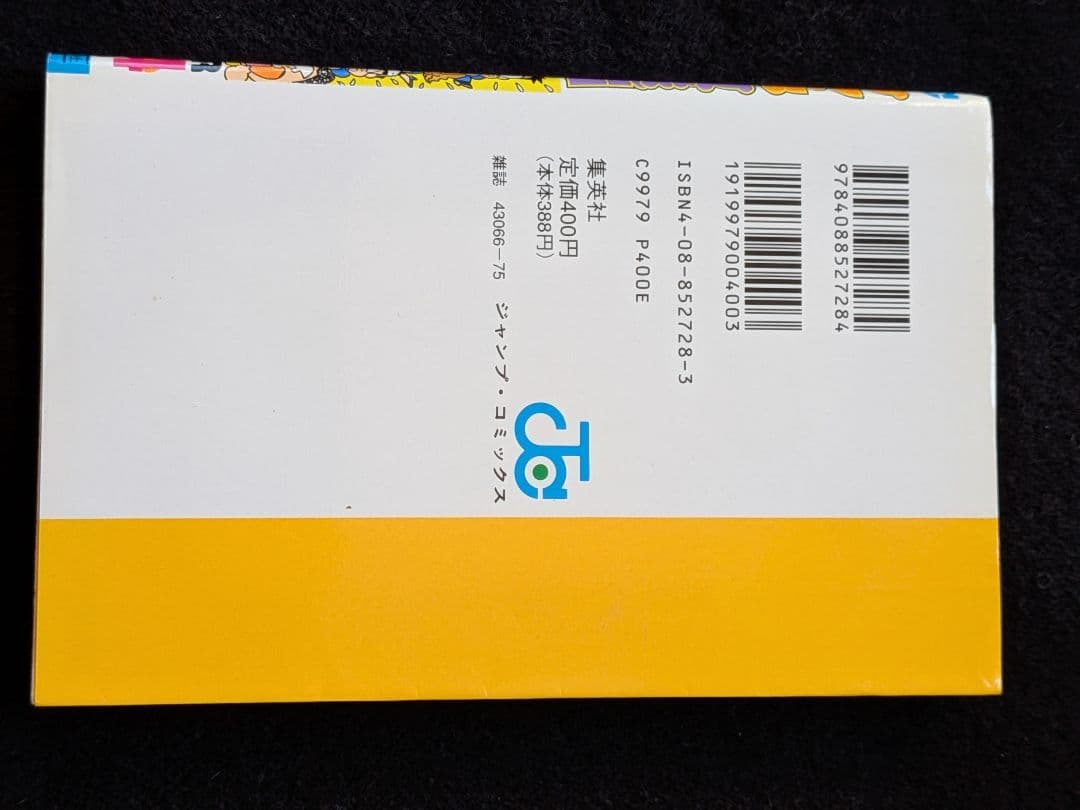 9784088527284
1919979004003
ISBN4-08-852728-3
C9979 P400E
集英社
定価400円
(本体388円)
雑誌 43066-75 ジャンプ・コミックス